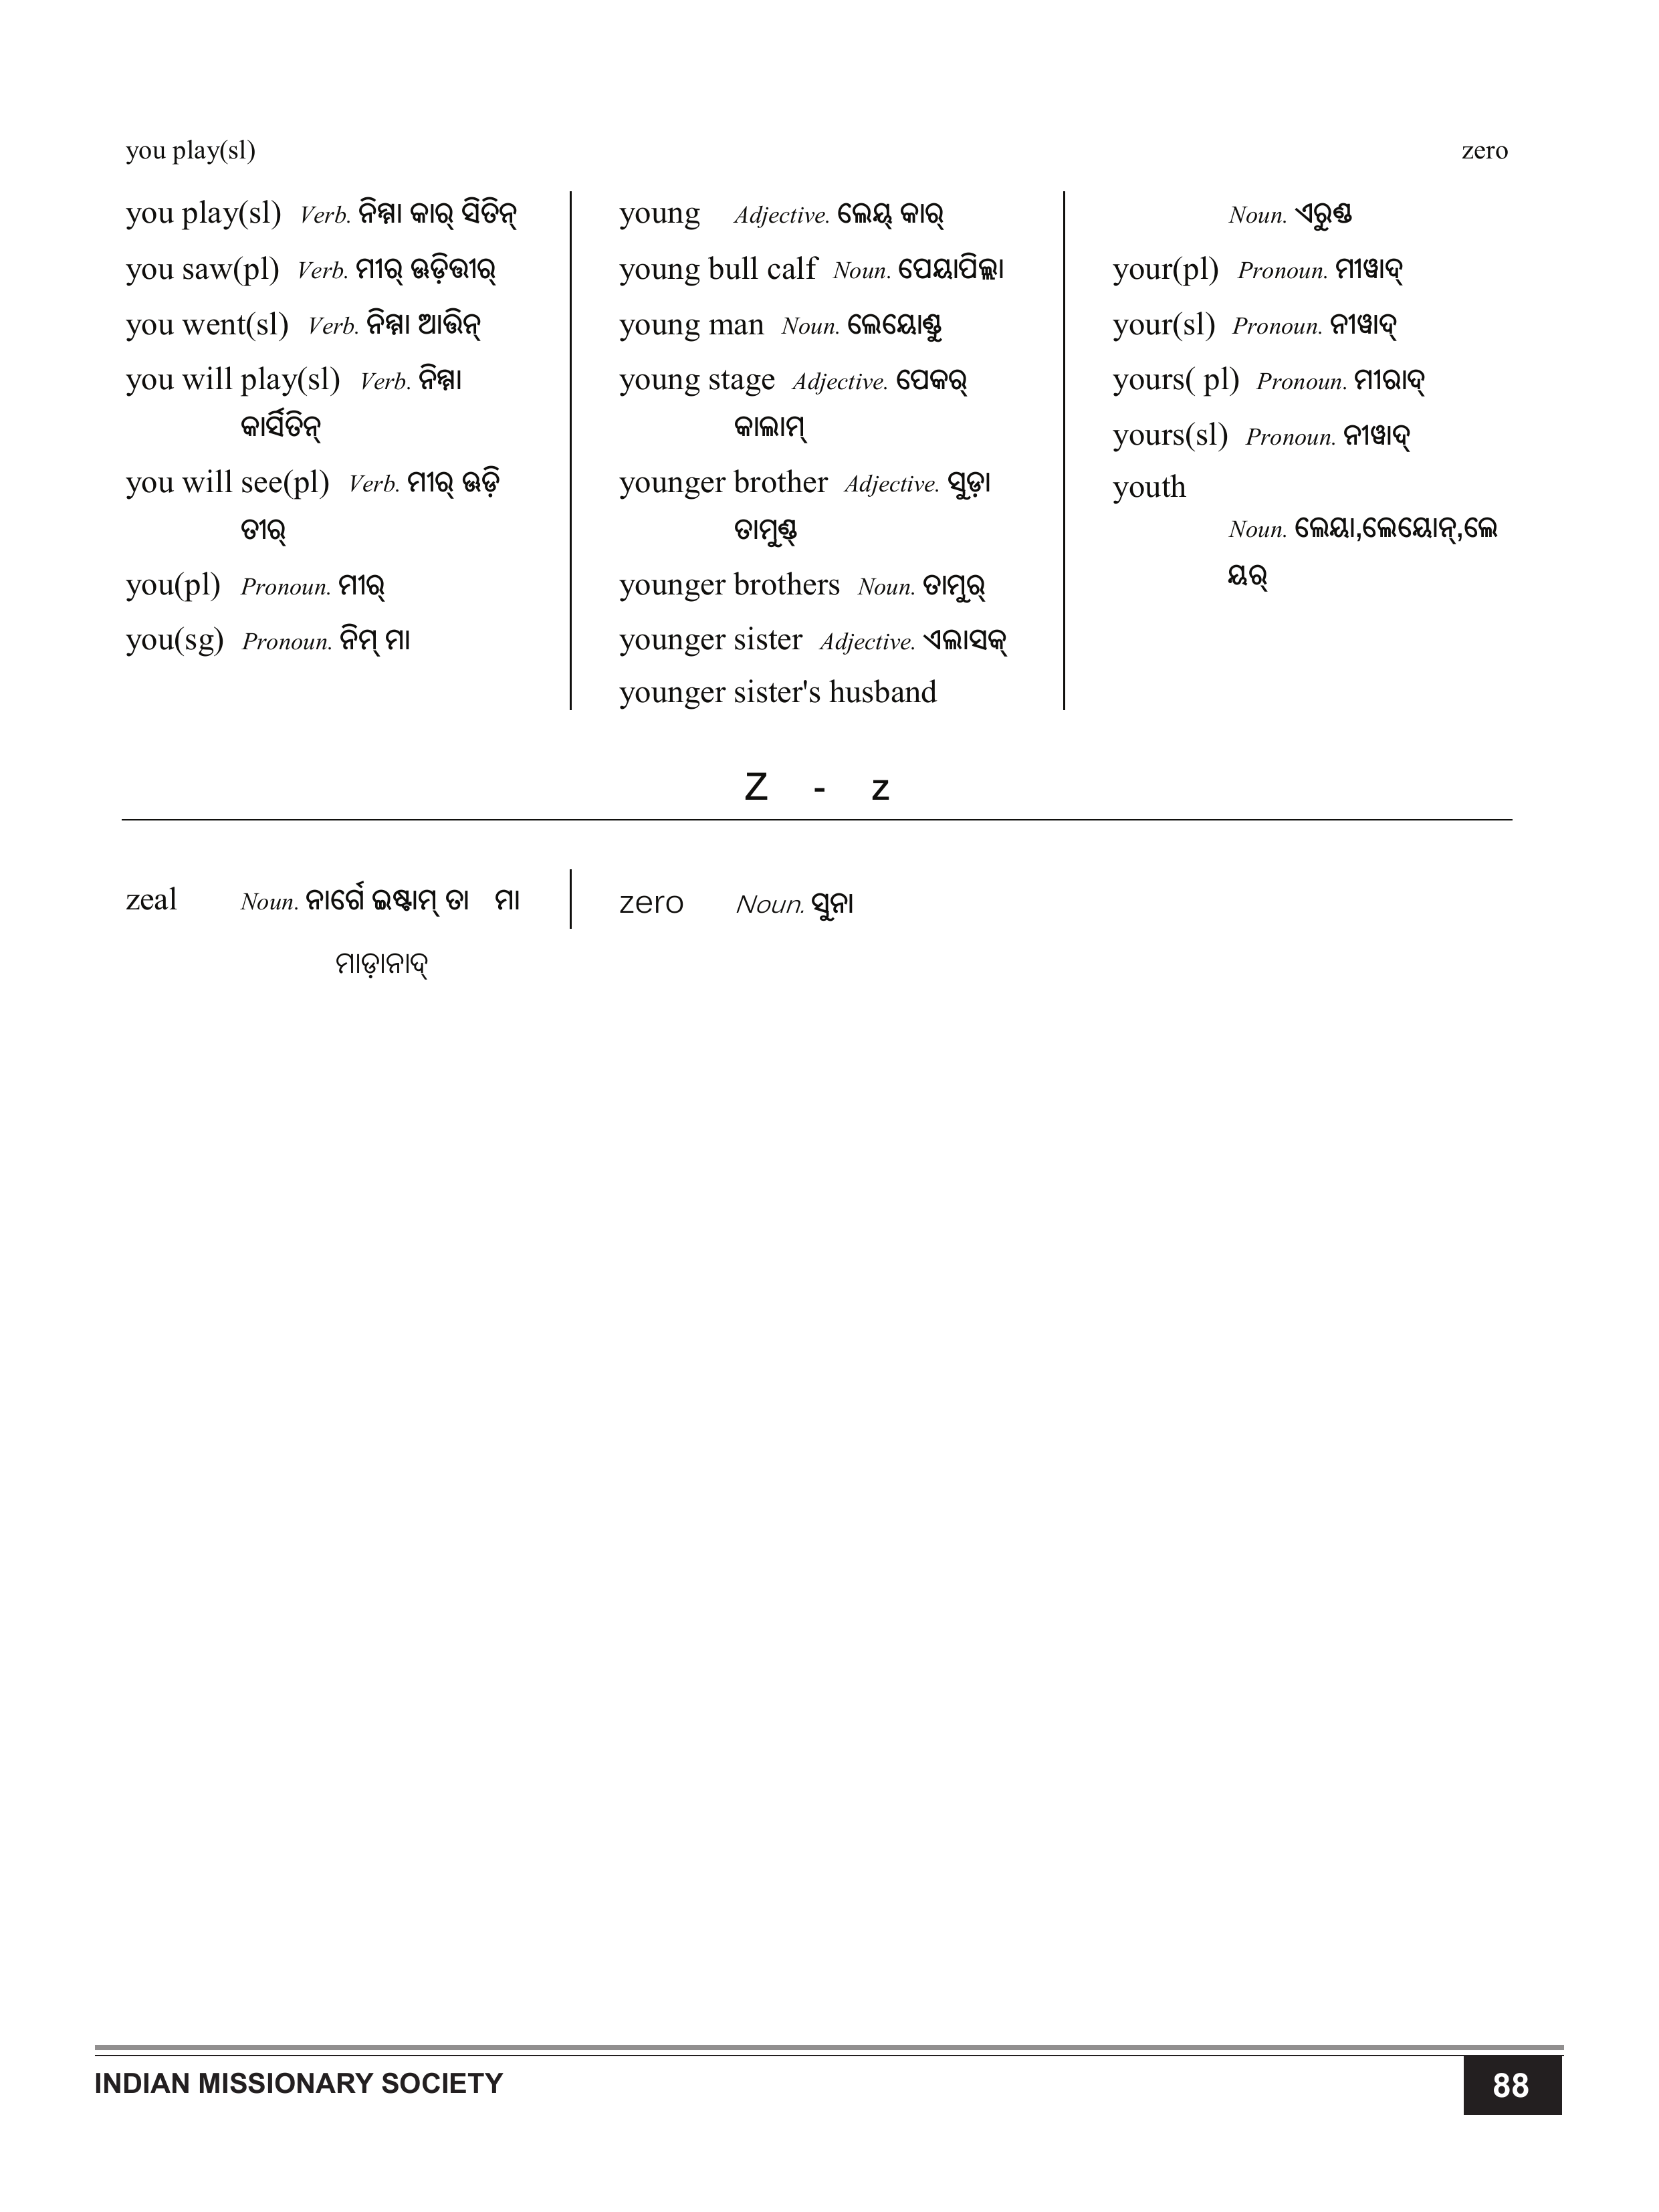 you play(sl)
zero
you play(sl) Verb. ନିମ୍ମା କାର୍ ସିତିନ୍
you saw(pl) Verb. ମୀର୍ ଊଡ଼ିତ୍ତୀର୍
you went(sl) Verb. ନିମ୍ମା ଆତ୍ତିନ୍
you will play(sl) Verb. ନିମ୍ମା
କାର୍ସିତିନ୍
you will see(pl) Verb. ମୀର୍ ଊଡ଼ି
ତୀର୍
you(pl) Pronoun. ମୀର୍
you(sg) Pronoun. ନିମ୍ ମା
young Adjective. ଲେୟ୍ କାର୍
young bull calf Noun. ପେୟାପିଲ୍ଲା
young man Noun. ଲେୟୋଣ୍ଡୁ
young stage Adjective. ପେକର୍
କାଲାମ୍
younger brother Adjective. ସୁଡ଼ା
ତାମୁଣ୍ଡ୍
younger brothers Noun. ତାମୁର୍
younger sister Adjective. ଏଲାସକ୍
younger sister's husband
Noun. ଏରୁଣ୍ଡ
your(pl) Pronoun. ମୀୱାଦ୍
your(sl) Pronoun. ନୀୱାଦ୍
yours( pl) Pronoun. ମୀରାଦ୍
yours(sl) Pronoun. ନୀୱାଦ୍
youth
Noun. ଲେୟା,ଲେୟୋନ୍,ଲେ
ୟର୍
Z - z
zeal Noun. ନାର୍ଗେ ଇଷ୍ଟାମ୍ ତା ମା
ମାଡ଼ାନାଦ୍
zero Noun. ସୁନା
INDIAN MISSIONARY SOCIETY
88